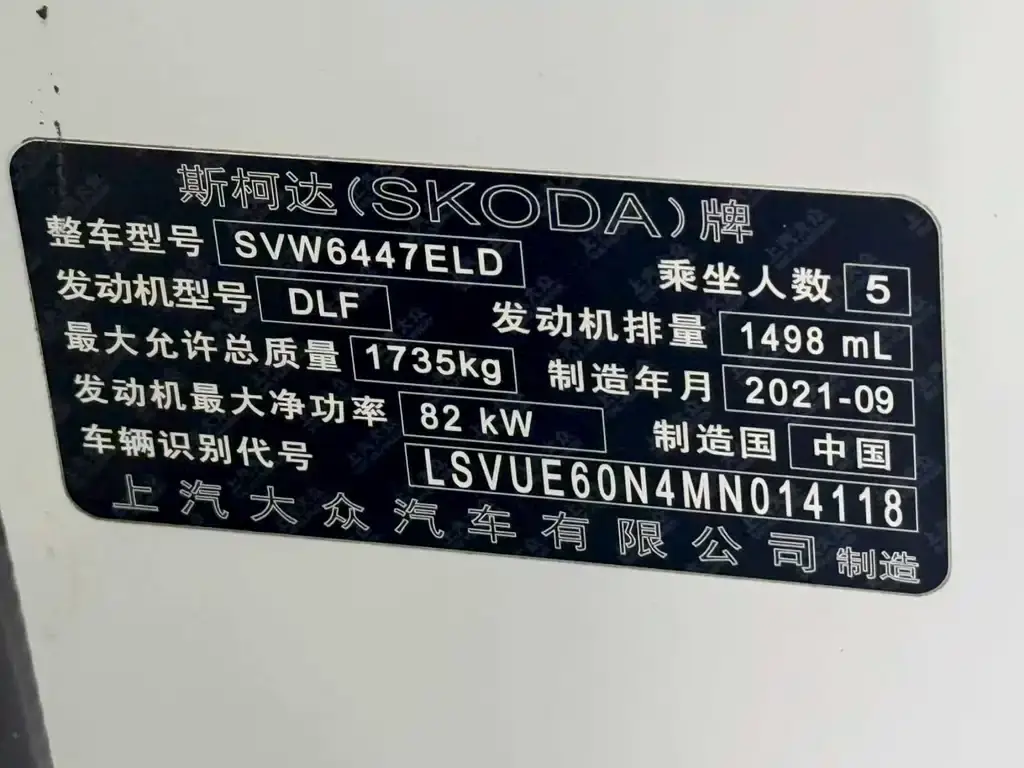 斯柯达(SKODA)牌
整车型号 SVW6447ELD 乘坐人数 5
发动机型号 DLF 发动机排量 1498 mL
最大允许总质量 1735kg 制造年月 2021-09
发动机最大净功率 82 kW 制造国 中国
车辆识别代号 LSVUE60N4MN014118
上汽大众汽车有限公司 制造